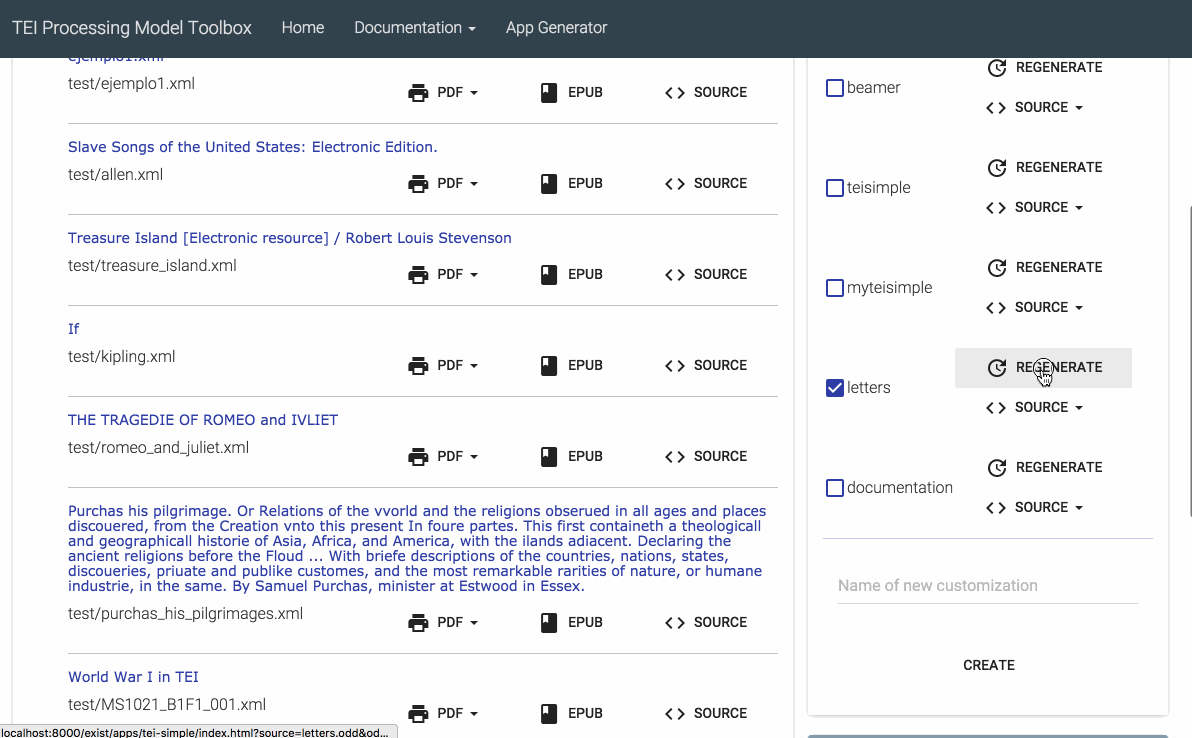 TEI Processing Model Toolbox Home Documentation App Generator
ejemplo1.xml
test/ejemplo1.xml
PDF EPUB SOURCE
Slave Songs of the United States: Electronic Edition.
test/allen.xml
PDF EPUB SOURCE
Treasure Island [Electronic resource] / Robert Louis Stevenson
test/treasure_island.xml
PDF EPUB SOURCE
If
test/kipling.xml
PDF EPUB SOURCE
THE TRAGEDIE OF ROMEO and IVLIET
test/romeo_and_juliet.xml
PDF EPUB SOURCE
Purchas his pilgrimage. Or Relations of the vvorld and the religions obserued in all ages and places
discouered, from the Creation vnto this present In foure partes. This first containeth a theologicall
and geographicall historie of Asia, Africa, and America, with the ilands adiacent. Declaring the
ancient religions before the Floud ... With briefe descriptions of the countries, nations, states,
discoueries, priuate and publike customes, and the most remarkable rarities of nature, or humane
industrie, in the same. By Samuel Purchas, minister at Estwood in Essex.
test/purchas_his_pilgrimages.xml
PDF EPUB SOURCE
World War I in TEI
test/MS1021_B1F1_001.xml
PDF EPUB SOURCE
REGENERATE
beamer
SOURCE
REGENERATE
teisimple
SOURCE
REGENERATE
myteisimple
SOURCE
REGENERATE
letters
SOURCE
REGENERATE
documentation
SOURCE
Name of new customization
CREATE
localhost:8000/exist/apps/tei-simple/index.html?source=letters.odd&od...